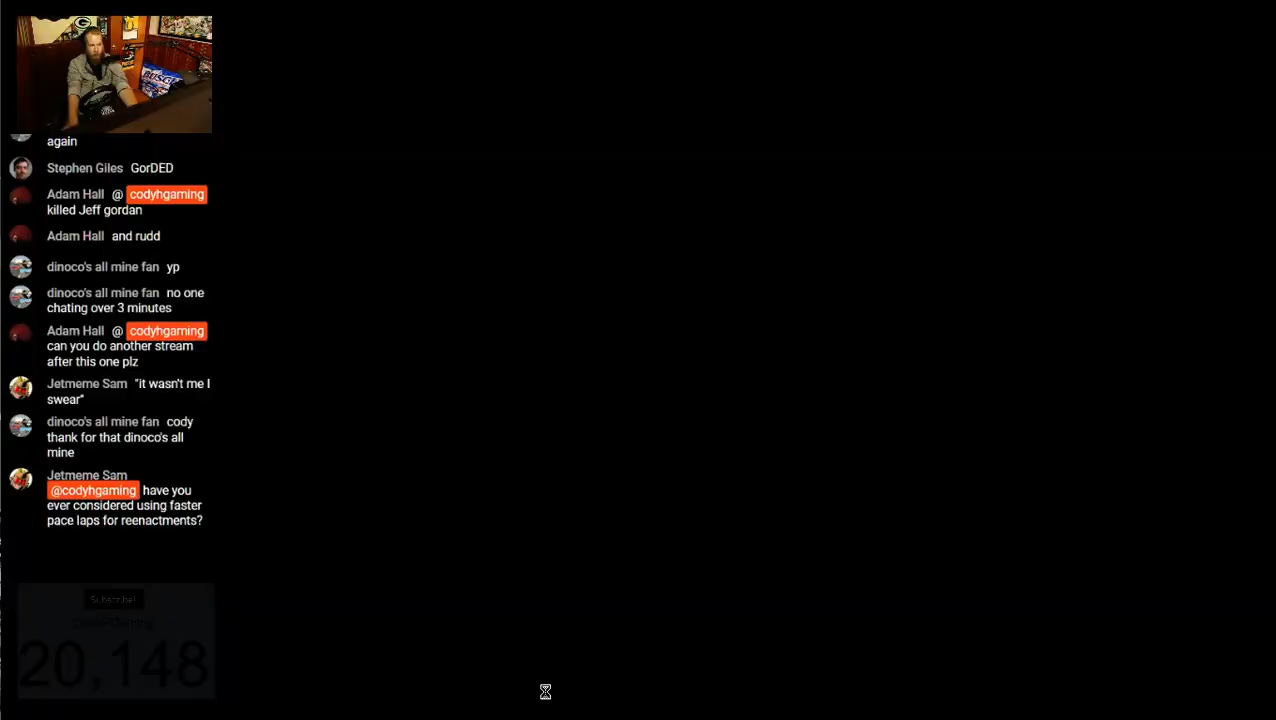 BUSCH
again
Stephen Giles GorDED
Adam Hall @ codyhgaming
killed Jeff gordan
Adam Hall and rudd
dinoco's all mine fan yp
dinoco's all mine fan no one
chating over 3 minutes
Adam Hall @ codyhgaming
can you do another stream
after this one plz
Jetmeme Sam "it wasn't me I
swear"
dinoco's all mine fan cody
thank for that dinoco's all
mine
Jetmeme Sam
@codyhgaming have you
ever considered using faster
pace laps for reenactments?
Subscribe!
20,148